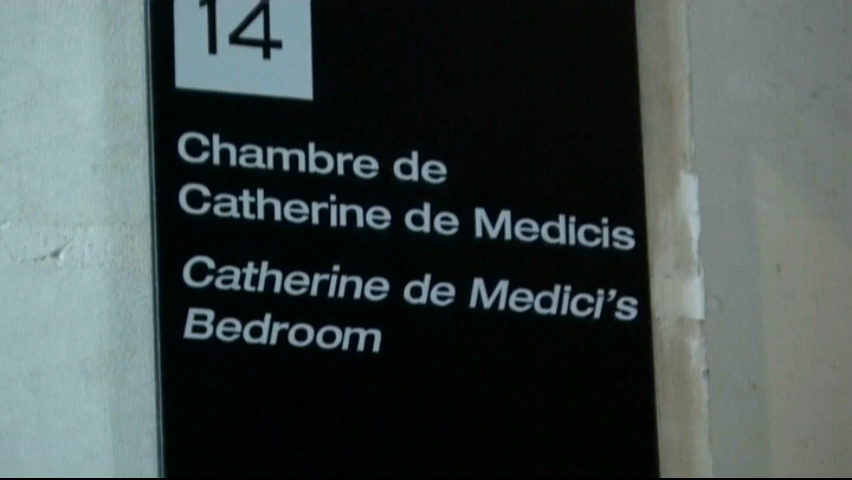 14
Chambre de
Catherine de Medicis
Catherine de Medici's
Bedroom